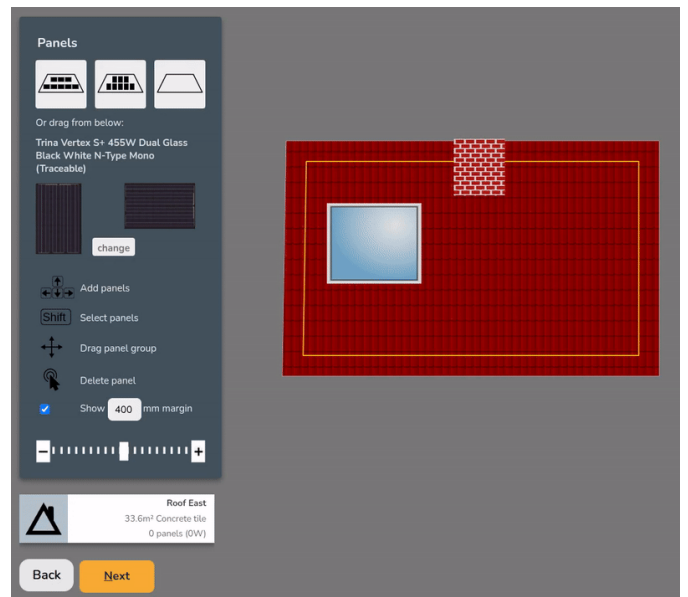 Panels
Or drag from below:
Trina Vertex S+ 455W Dual Glass
Black White N-Type Mono
(Traceable)
change
Add panels
Shift Select panels
Drag panel group
Delete panel
Show 400 mm margin
− +
Roof East
33.6m² Concrete tile
0 panels (0W)
Back Next